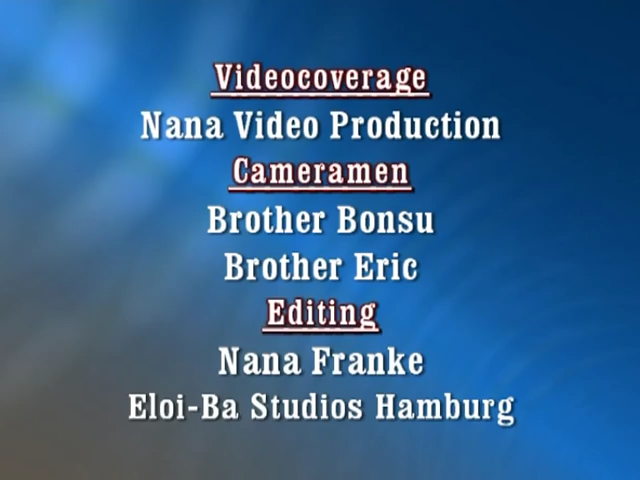 Videocoverage
Nana Video Production
Cameramen
Brother Bonsu
Brother Eric
Editing
Nana Franke
Eloi-Ba Studios Hamburg